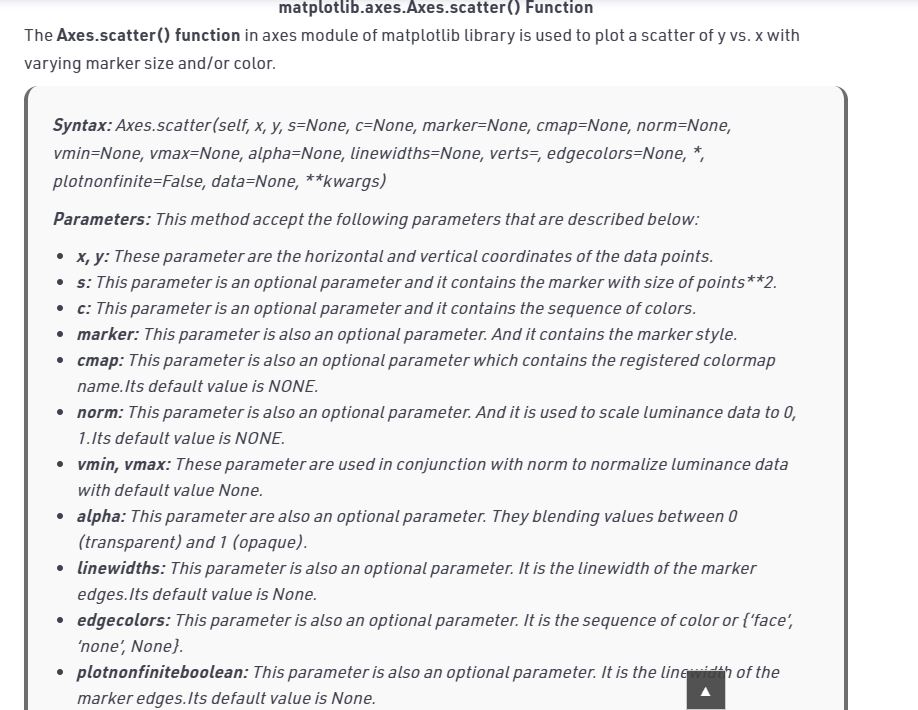 matplotlib.axes.Axes.scatter() Function
The Axes.scatter() function in axes module of matplotlib library is used to plot a scatter of y vs. x with
varying marker size and/or color.
Syntax: Axes.scatter(self, x, y, s=None, c=None, marker=None, cmap=None, norm=None,
vmin=None, vmax=None, alpha=None, linewidths=None, verts=, edgecolors=None, *,
plotnonfinite=False, data=None, **kwargs)
Parameters: This method accept the following parameters that are described below:
• x, y: These parameter are the horizontal and vertical coordinates of the data points.
• s: This parameter is an optional parameter and it contains the marker with size of points**2.
• c: This parameter is an optional parameter and it contains the sequence of colors.
• marker: This parameter is also an optional parameter. And it contains the marker style.
• cmap: This parameter is also an optional parameter which contains the registered colormap
name.Its default value is NONE.
• norm: This parameter is also an optional parameter. And it is used to scale luminance data to 0,
1.Its default value is NONE.
• vmin, vmax: These parameter are used in conjunction with norm to normalize luminance data
with default value None.
• alpha: This parameter are also an optional parameter. They blending values between 0
(transparent) and 1 (opaque).
• linewidths: This parameter is also an optional parameter. It is the linewidth of the marker
edges.Its default value is None.
• edgecolors: This parameter is also an optional parameter. It is the sequence of color or {‘face’,
‘none’, None}.
• plotnonfiniteboolean: This parameter is also an optional parameter. It is the linewidth of the
marker edges.Its default value is None.